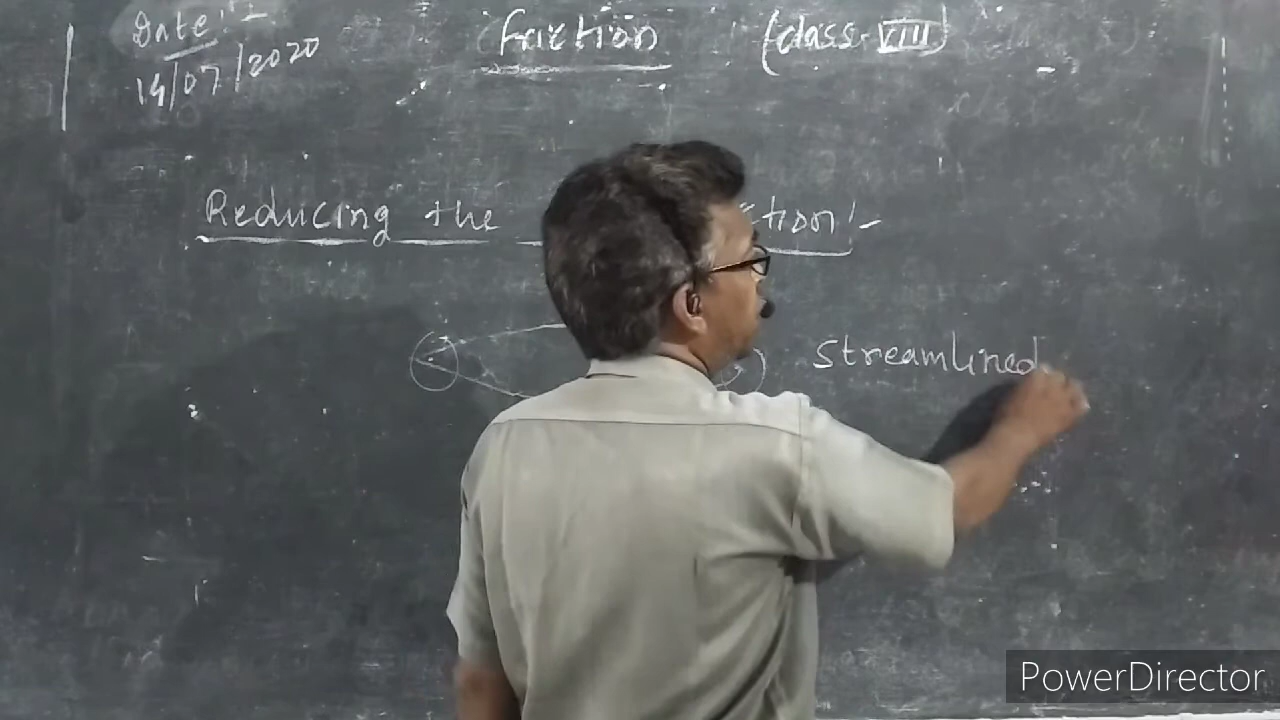 Date:-
14/07/2020
Friction (class-VIII)
Reducing the ction:-
Streamlined
PowerDirector